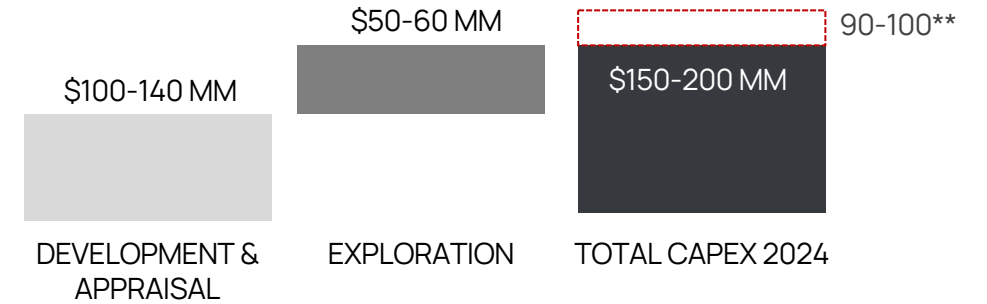 $50-60 MM
90-100**
$100-140 MM
$150-200 MM
DEVELOPMENT &
APPRAISAL
EXPLORATION
TOTAL CAPEX 2024